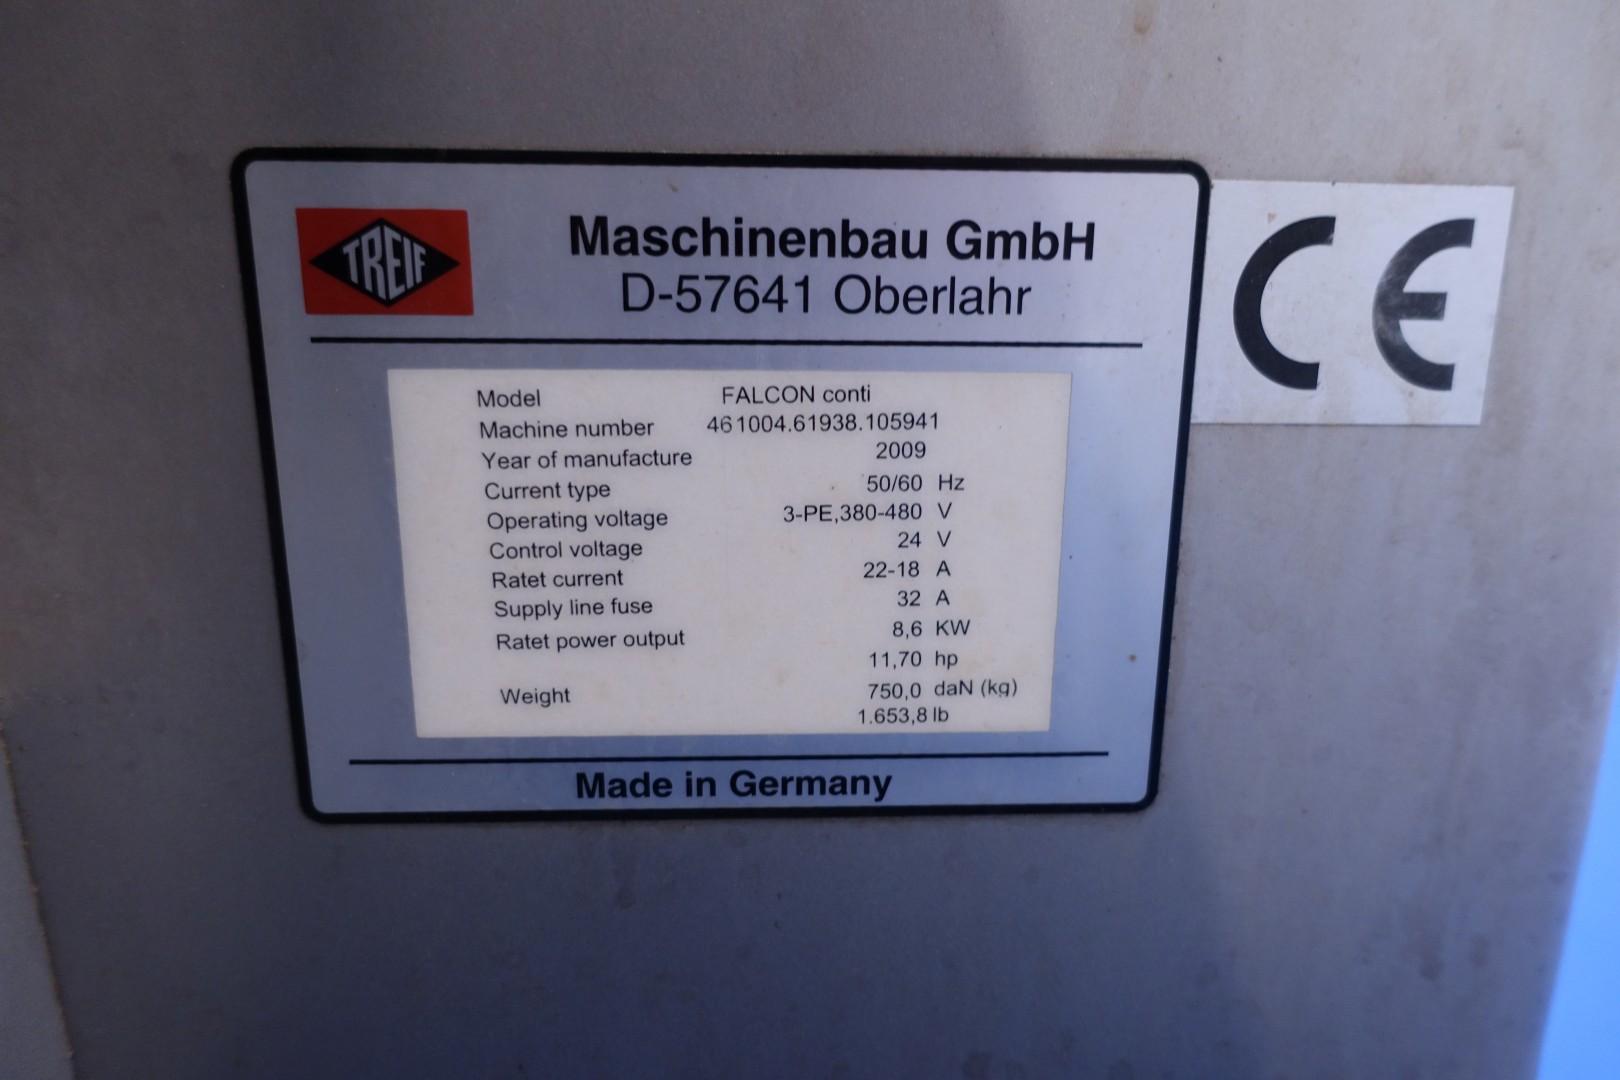 TREIF
Maschinenbau GmbH
D-57641 Oberlahr
CE
Model FALCON conti
Machine number 461004.61938.105941
Year of manufacture 2009
Current type 50/60 Hz
Operating voltage 3-PE,380-480 V
Control voltage 24 V
Ratet current 22-18 A
Supply line fuse 32 A
Ratet power output 8,6 KW
11,70 hp
Weight 750,0 daN (kg)
1.653,8 lb
Made in Germany